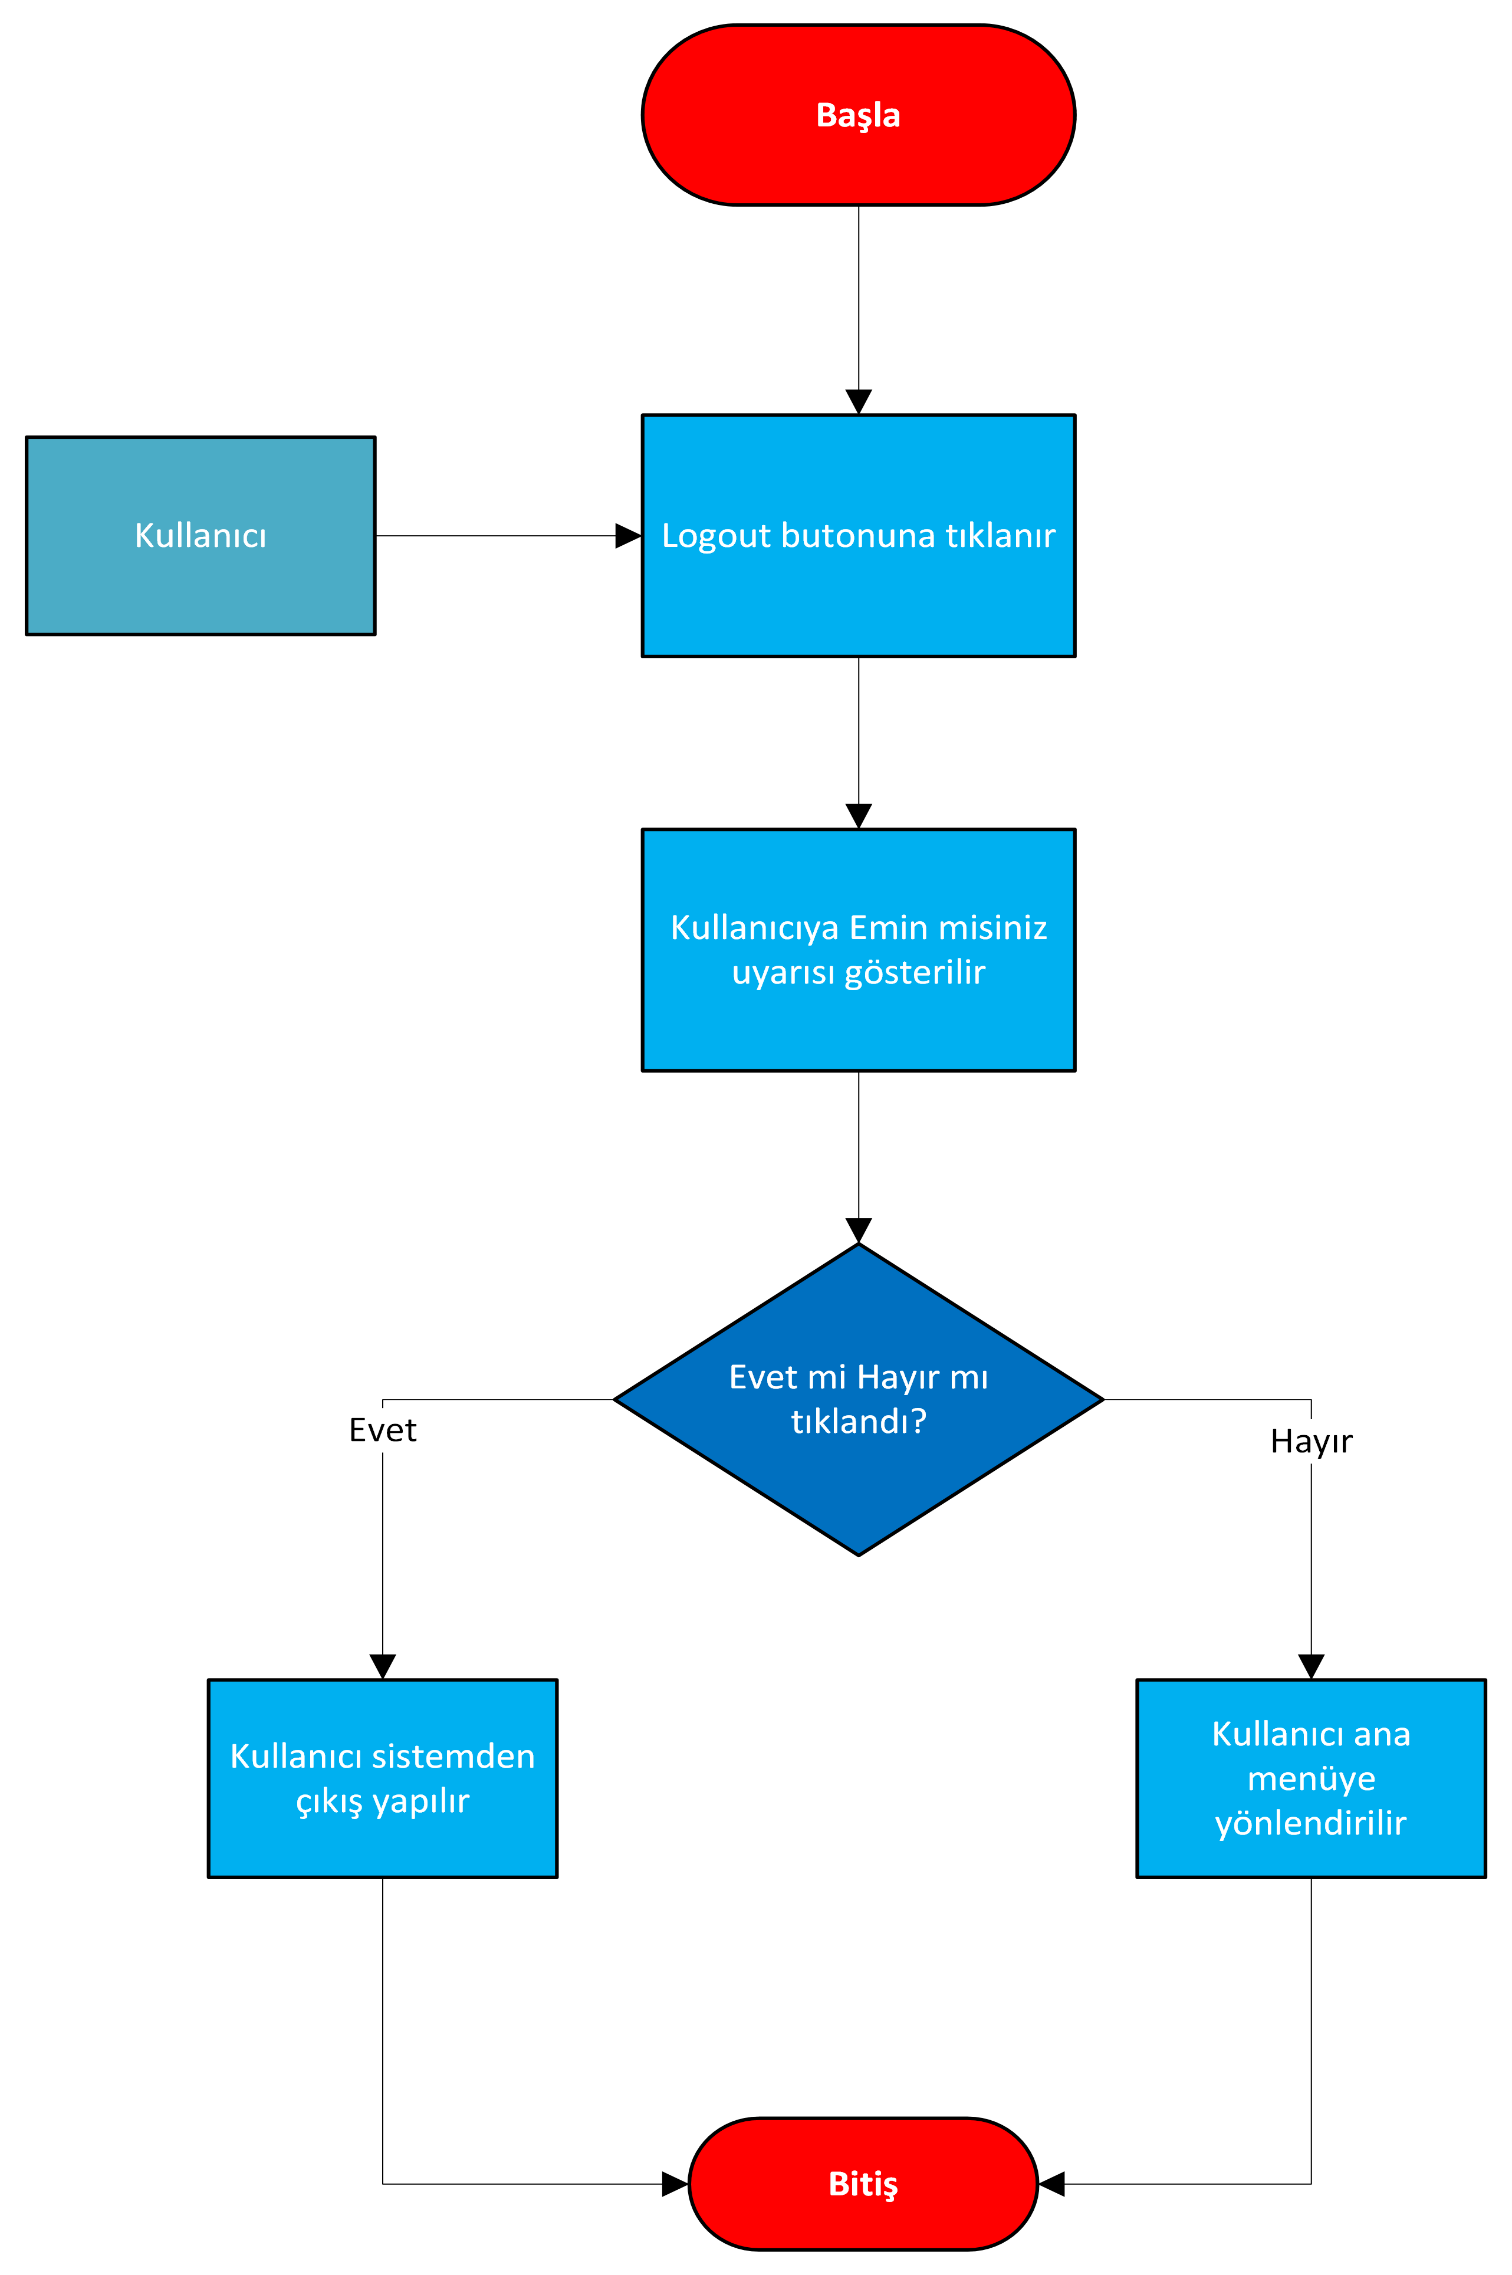 Başla
Kullanıcı
Logout butonuna tıklanır
Kullanıcıya Emin misiniz
uyarısı gösterilir
Evet mi Hayır mı
tıklandı?
Evet
Hayır
Kullanıcı sistemden
çıkış yapılır
Kullanıcı ana
menüye
yönlendirilir
Bitiş